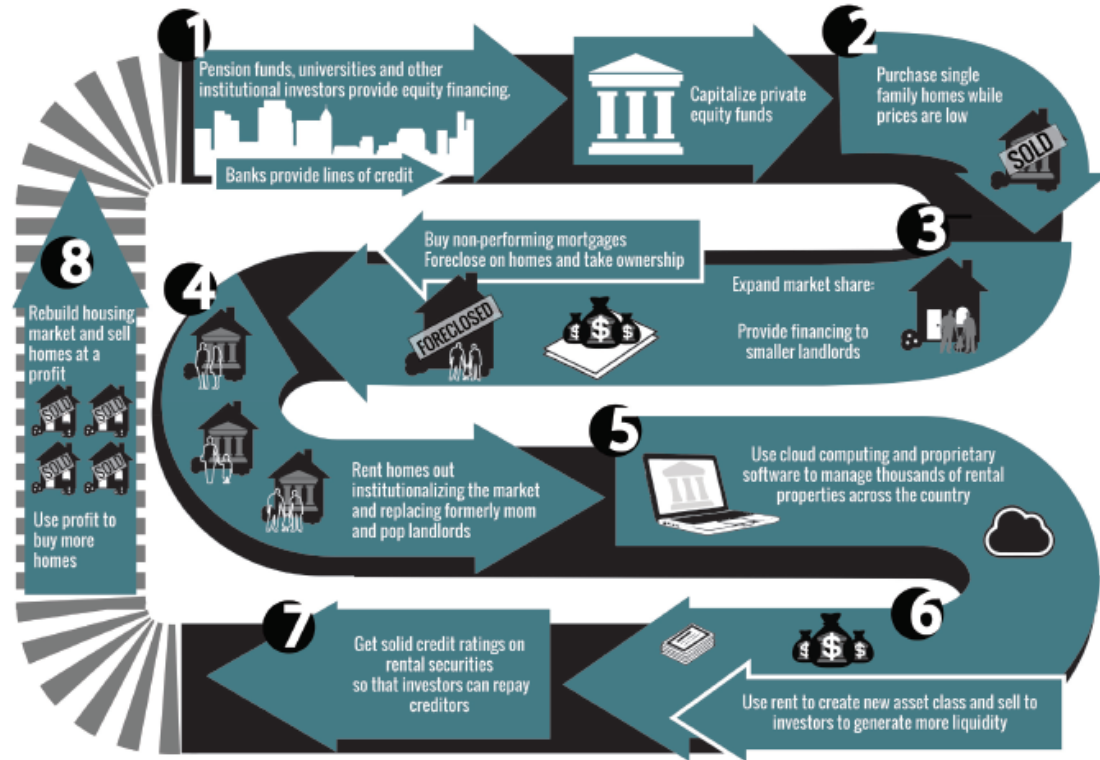 1
Pension funds, universities and other
institutional investors provide equity financing.
Banks provide lines of credit
Capitalize private
equity funds
2
Purchase single
family homes wule
prices are low
SOLD
3
Expand market share:
Provide financing to
smaller landlords
Buy non-performing mortgages
Foreclose on homes and take ownership
FORECLOSED
$ $ $
4
Rent homes out
institutionalizing the market
and replacing formerly mom
and pop landlords
5
Use cloud computing and proprietary
software to manage thousands of rental
properties across the country
6
$ $ $
Use rent to create new asset class and sell to
investors to generate more liquidity
7
Get solid credit ratings on
rental securities
so that investors can repay
creditors
8
Rebuild housing
market and sell
homes at a
profit
SOLD SOLD
SOLD SOLD
Use profit to
buy more
homes